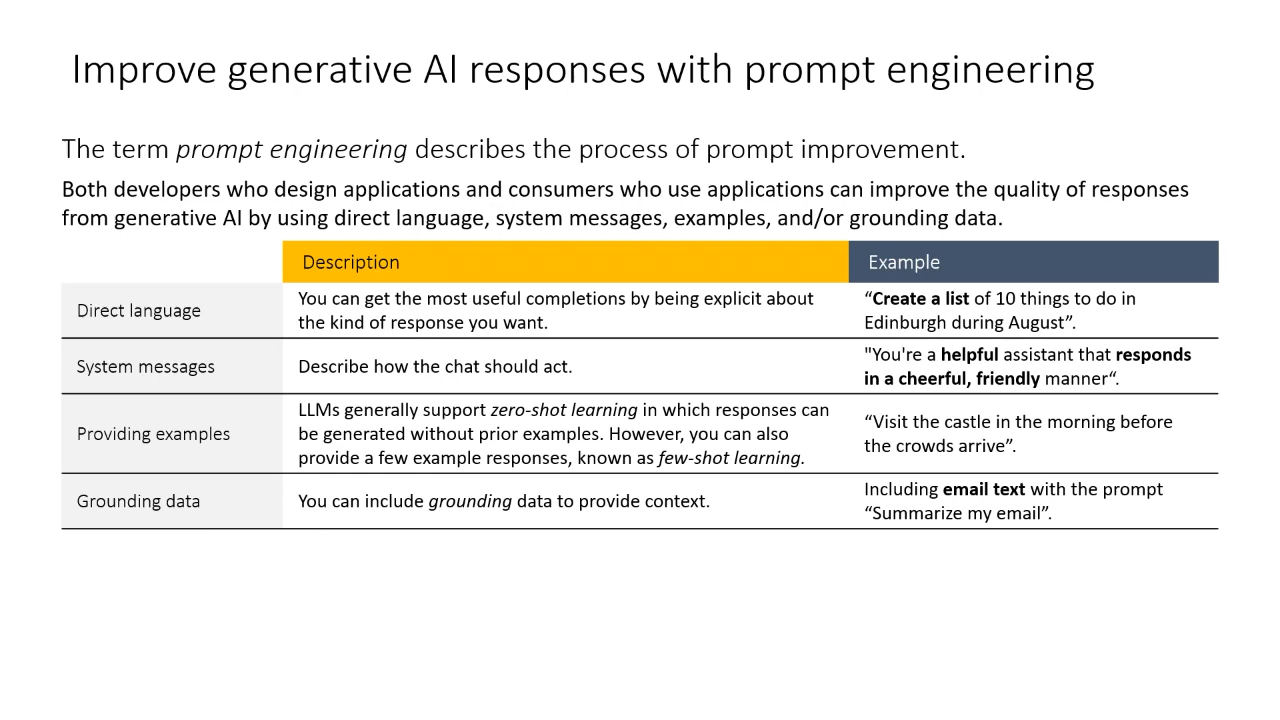 Improve generative AI responses with prompt engineering
The term prompt engineering describes the process of prompt improvement.
Both developers who design applications and consumers who use applications can improve the quality of responses
from generative AI by using direct language, system messages, examples, and/or grounding data.
Description
Example
Direct language
You can get the most useful completions by being explicit about
the kind of response you want.
“Create a list of 10 things to do in
Edinburgh during August”.
System messages
Describe how the chat should act.
"You're a helpful assistant that responds
in a cheerful, friendly manner“.
Providing examples
LLMs generally support zero-shot learning in which responses can
be generated without prior examples. However, you can also
provide a few example responses, known as few-shot learning.
“Visit the castle in the morning before
the crowds arrive”.
Grounding data
You can include grounding data to provide context.
Including email text with the prompt
“Summarize my email”.